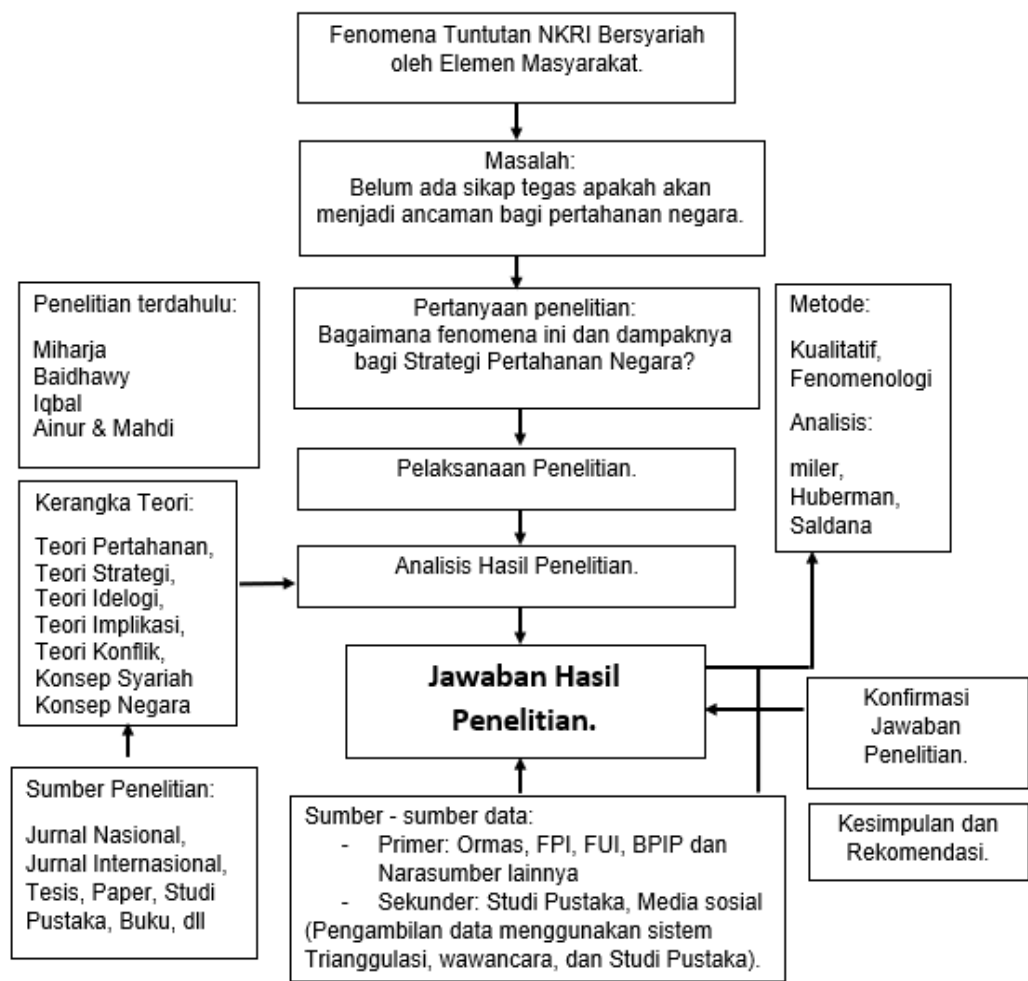 Fenomena Tuntutan NKRI Bersyariah
oleh Elemen Masyarakat.
Masalah:
Belum ada sikap tegas apakah akan
menjadi ancaman bagi pertahanan negara.
Penelitian terdahulu:
Miharja
Baidhawy
Iqbal
Ainur & Mahdi
Pertanyaan penelitian:
Bagaimana fenomena ini dan dampaknya
bagi Strategi Pertahanan Negara?
Metode:
Kualitatif,
Fenomenologi
Analisis:
miler,
Huberman,
Saldana
Pelaksanaan Penelitian.
Kerangka Teori:
Teori Pertahanan,
Teori Strategi,
Teori Idelogi,
Teori Implikasi,
Teori Konflik,
Konsep Syariah
Konsep Negara
Analisis Hasil Penelitian.
Jawaban Hasil
Penelitian.
Konfirmasi
Jawaban
Penelitian.
Sumber Penelitian:
Jurnal Nasional,
Jurnal Internasional,
Tesis, Paper, Studi
Pustaka, Buku, dll
Sumber - sumber data:
- Primer: Ormas, FPI, FUI, BPIP dan
Narasumber lainnya
- Sekunder: Studi Pustaka, Media sosial
(Pengambilan data menggunakan sistem
Trianggulasi, wawancara, dan Studi Pustaka).
Kesimpulan dan
Rekomendasi.